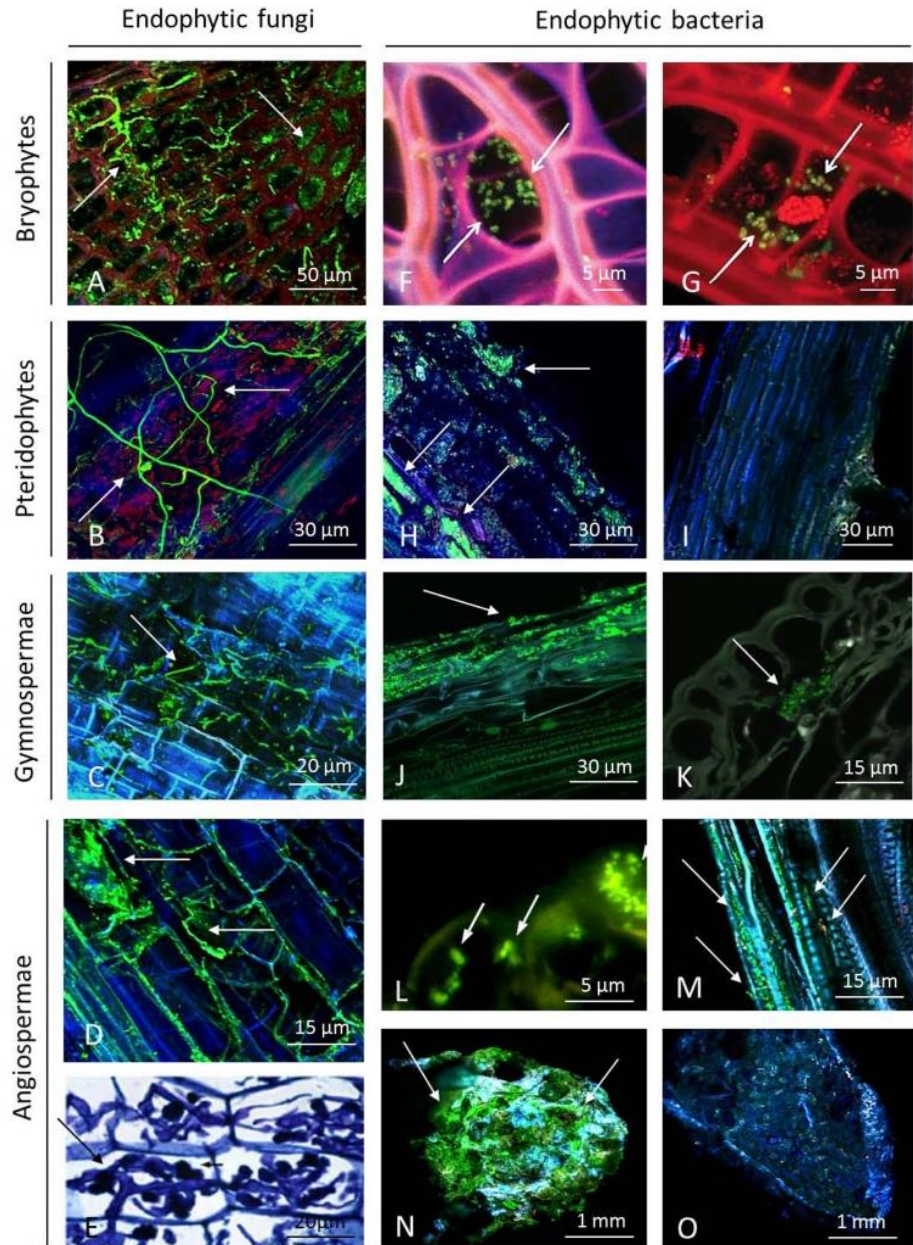 Endophytic fungi
Endophytic bacteria
Bryophytes
A
50 µm
F
5 µm
G
5 µm
Pteridophytes
B
30 µm
H
30 µm
I
30 µm
Gymnospermae
C
20 µm
J
30 µm
K
15 µm
Angiospermae
D
15 µm
L
5 µm
M
15 µm
E
20µm
N
1 mm
O
1 mm